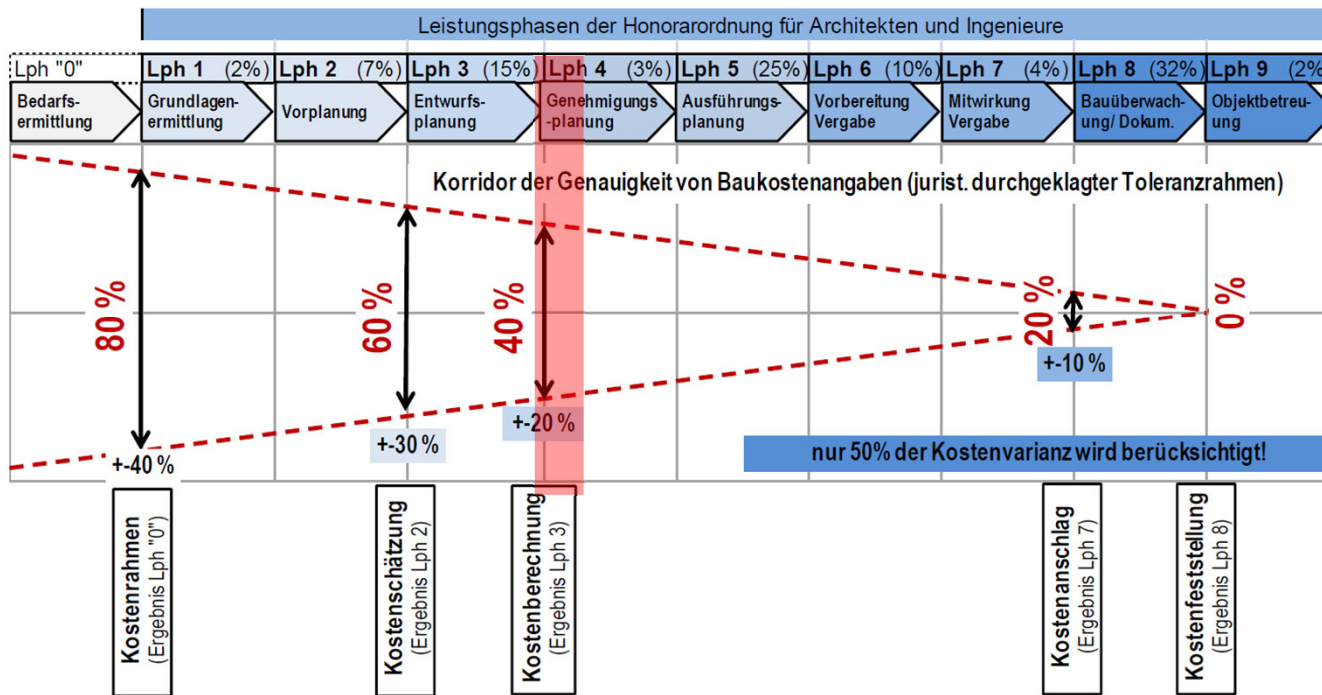 Leistungsphasen der Honorarordnung für Architekten und Ingenieure
Lph "0"
Lph 1 (2%)
Lph 2 (7%)
Lph 3 (15%)
Lph 4 (3%)
Lph 5 (25%)
Lph 6 (10%)
Lph 7 (4%)
Lph 8 (32%)
Lph 9 (2%
Bedarfs-
ermittlung
Grundlagen-
ermittlung
Vorplanung
Entwurfs-
planung
Genehmigungs
-planung
Ausführungs-
planung
Vorbereitung
Vergabe
Mitwirkung
Vergabe
Bauüberwach-
ung/ Dokum.
Objektbetreu-
ung
Korridor der Genauigkeit von Baukostenangaben (jurist. durchgeklagter Toleranzrahmen)
80 %
60 %
40 %
20 %
0 %
+-40 %
+-30 %
+-20 %
+-10 %
nur 50% der Kostenvarianz wird berücksichtigt!
Kostenrahmen
(Ergebnis Lph "0")
Kostenschätzung
(Ergebnis Lph 2)
Kostenberechnung
(Ergebnis Lph 3)
Kostenanschlag
(Ergebnis Lph 7)
Kostenfeststellung
(Ergebnis Lph 8)